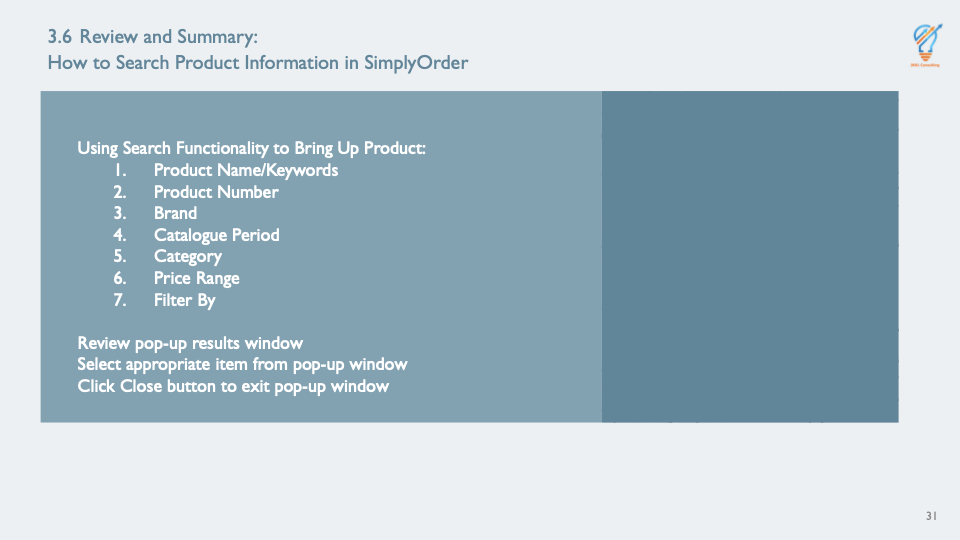 3.6 Review and Summary:
How to Search Product Information in SimplyOrder
Using Search Functionality to Bring Up Product:
1. Product Name/Keywords
2. Product Number
3. Brand
4. Catalogue Period
5. Category
6. Price Range
7. Filter By
Review pop-up results window
Select appropriate item from pop-up window
Click Close button to exit pop-up window
31